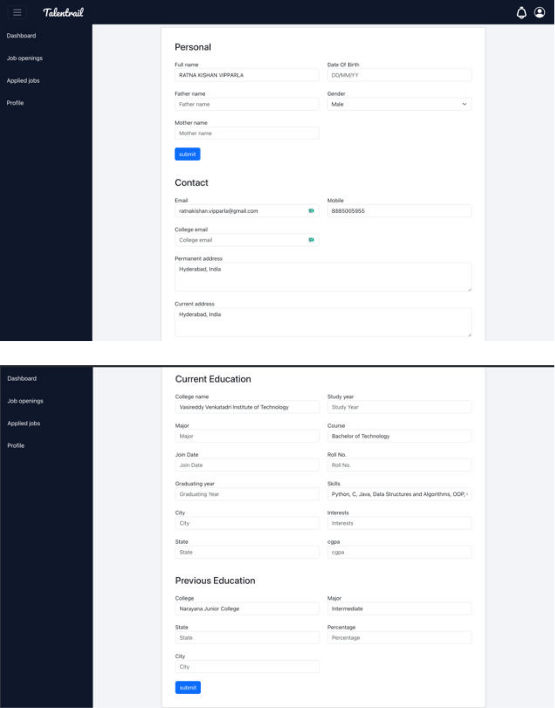 Talentrail
Dashboard
Job openings
Applied jobs
Profile
Personal
Full name
Date Of Birth
RATNA KISHAN VIPPARLA
DD/MM/YY
Father name
Gender
Father name
Male
Mother name
Mother name
submit
Contact
Email
Mobile
ratnakishan.vipparla@gmail.com
8885005955
College email
College email
Permanent address
Hyderabad, India
Current address
Hyderabad, India
Dashboard
Job openings
Applied jobs
Profile
Current Education
College name
Study year
Vasireddy Venkatadri Institute of Technology
Study Year
Major
Course
Major
Bachelor of Technology
Join Date
Roll No.
Join Date
Roll No.
Graduating year
Skills
Graduating Year
Python, C, Java, Data Structures and Algorithms, OOP,
City
Interests
City
Interests
State
cgpa
State
cgpa
Previous Education
College
Major
Narayana Junior College
Intermediate
State
Percentage
State
Percentage
City
City
submit